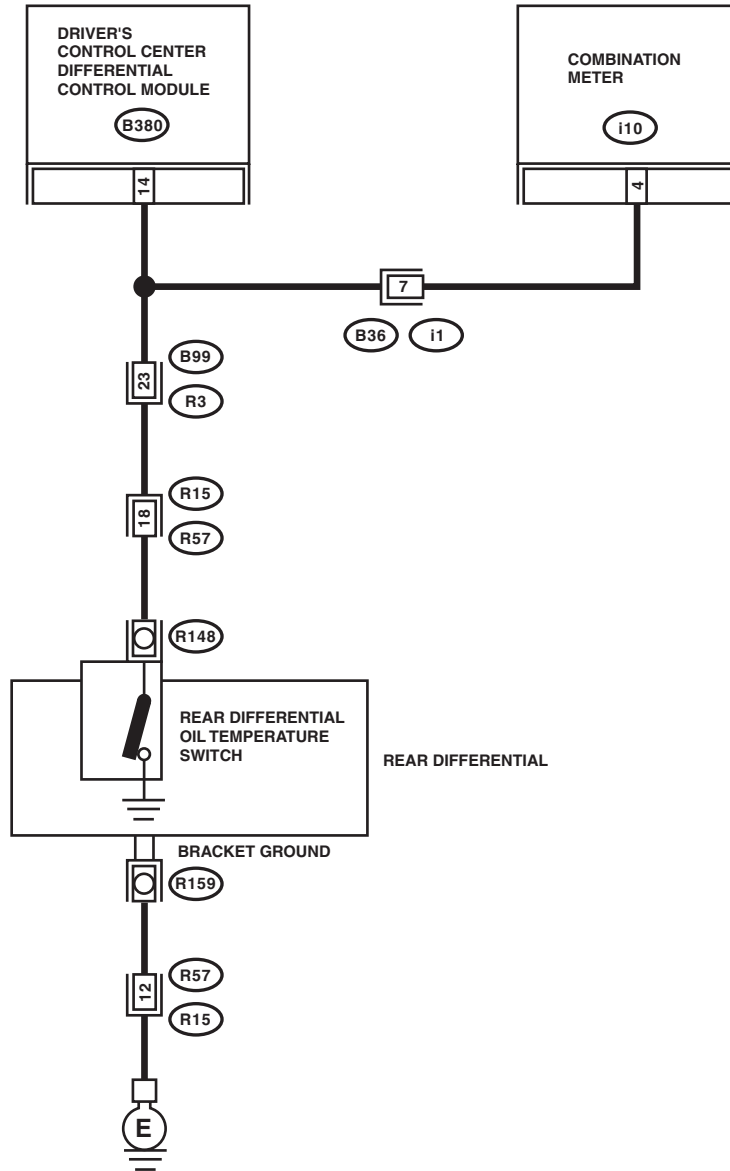 DRIVER'S
CONTROL CENTER
DIFFERENTIAL
CONTROL MODULE
B380
14
COMBINATION
METER
i10
4
7
B36 i1
B99
23
R3
R15
18
R57
R148
REAR DIFFERENTIAL
OIL TEMPERATURE
SWITCH
REAR DIFFERENTIAL
BRACKET GROUND
R159
R57
12
R15
E